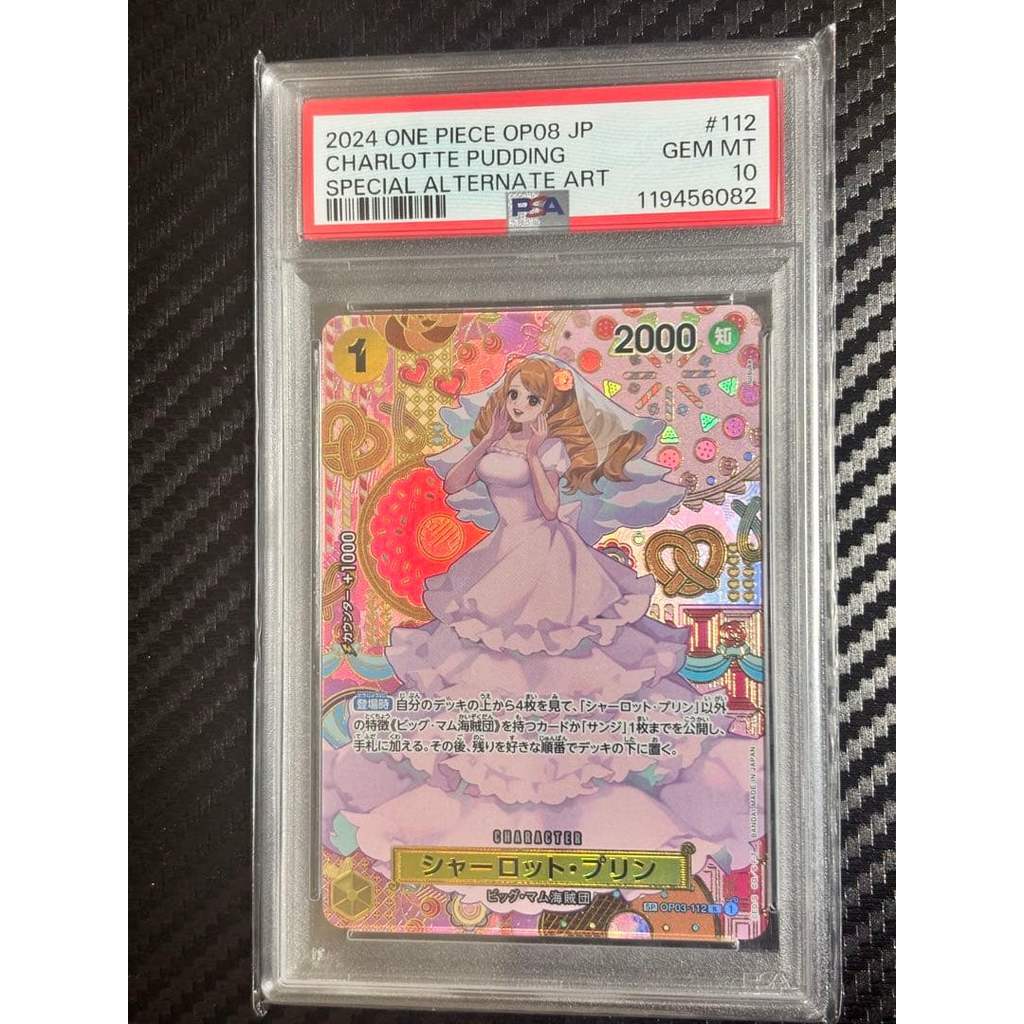 2024 ONE PIECE OP08 JP #112
CHARLOTTE PUDDING GEM MT
SPECIAL ALTERNATE ART 10
PSA 119456082
1
2000 知
カウンター +1000
登場時 自分のデッキの上から4枚を見て、「シャーロット・プリン」以外
の特徴《ビッグ・マム海賊団》を持つカードか「サンジ」1枚までを公開し、
手札に加える。その後、残りを好きな順番でデッキの下に置く。
CHARACTER
シャーロット・プリン
ビッグ・マム海賊団
SP OP03-112 1
BANDAI MADE IN JAPAN